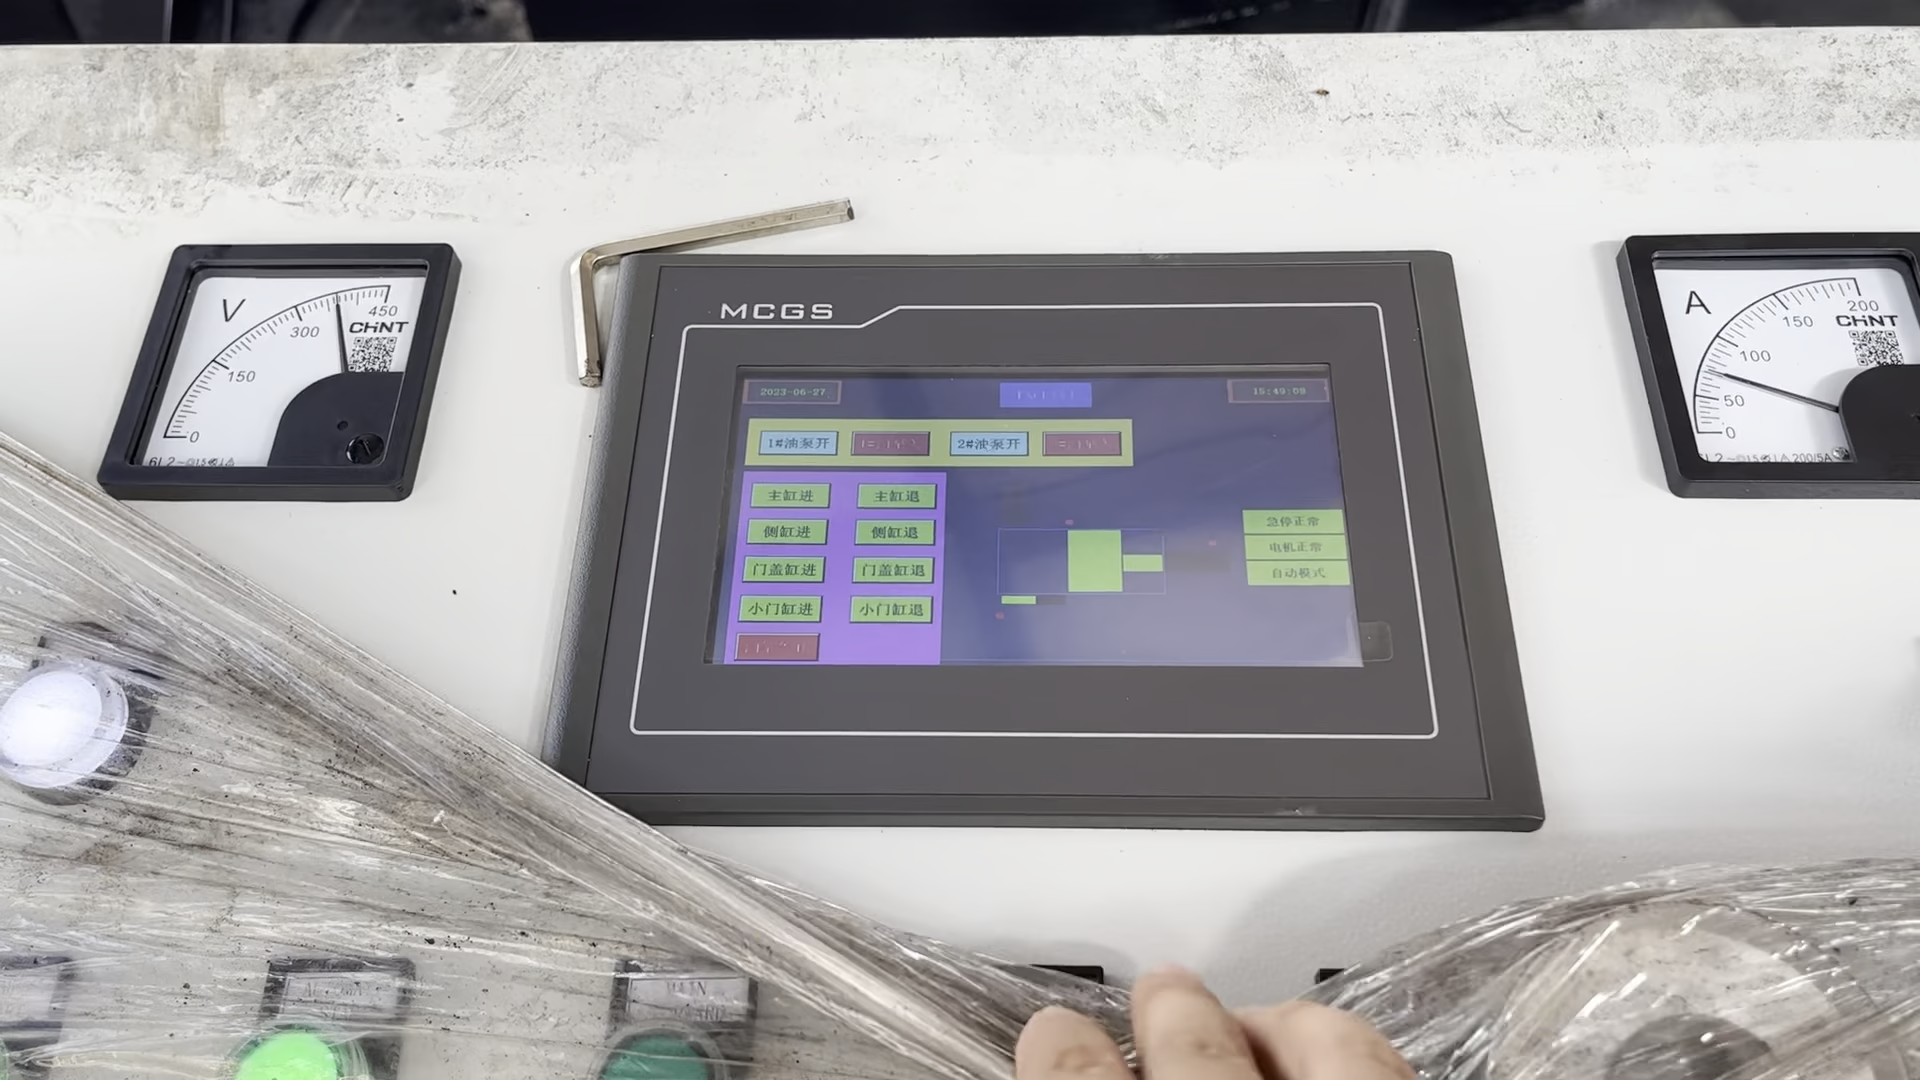 V
450
300
150
0
CHNT
MCGS
2023-06-27
15:49:09
1#油泵开
2#油泵开
主缸进
主缸退
侧缸进
侧缸退
门盖缸进
门盖缸退
小门缸进
小门缸退
急停正常
电机正常
自动模式
A
200
150
100
50
0
CHNT
200/5A
MAIN